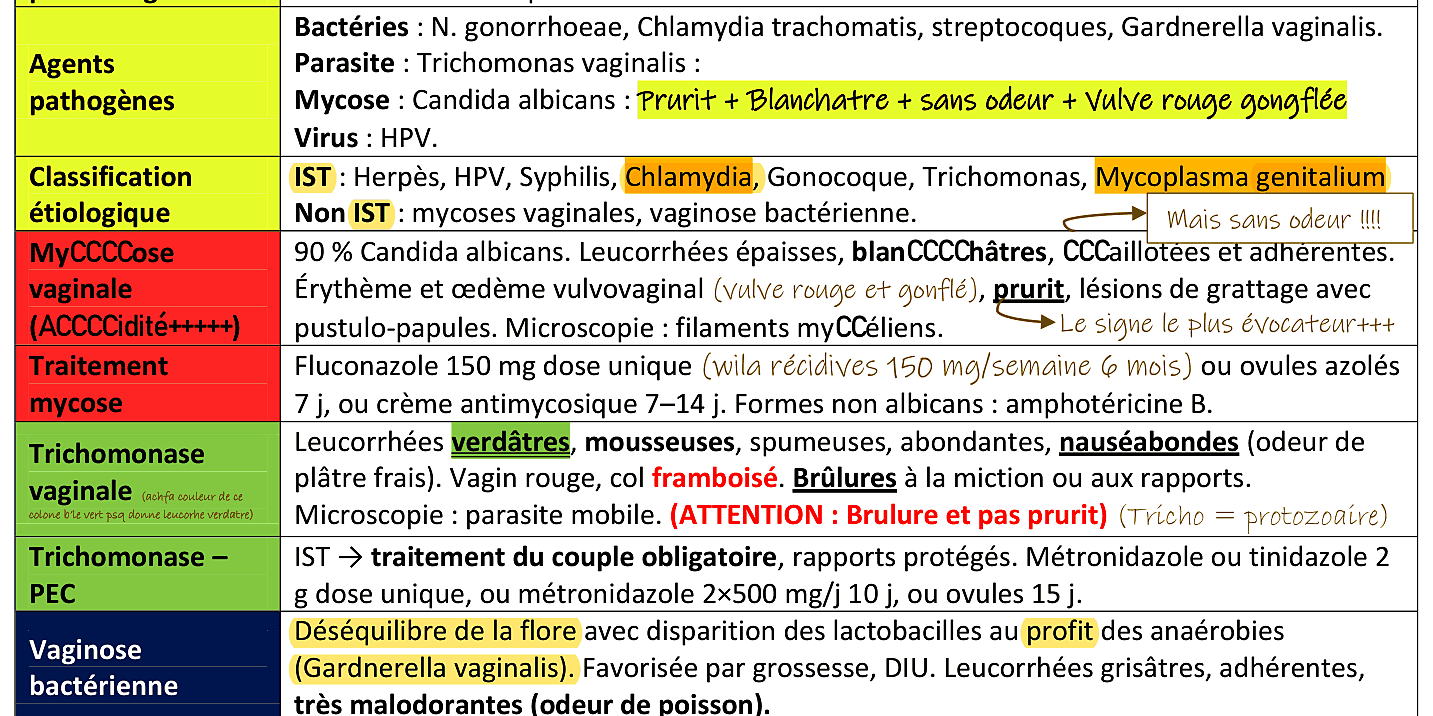 Agents
pathogènes
Bactéries : N. gonorrhoeae, Chlamydia trachomatis, streptocoques, Gardnerella vaginalis.
Parasite : Trichomonas vaginalis :
Mycose : Candida albicans : Prurit + Blanchatre + sans odeur + Vulve rouge gongflée
Virus : HPV.
Classification
étiologique
IST : Herpès, HPV, Syphilis, Chlamydia, Gonocoque, Trichomonas, Mycoplasma genitalium
Non IST : mycoses vaginales, vaginose bactérienne.
Mais sans odeur !!!!
MyCCCCose
vaginale
(ACCCCidité+++++)
90 % Candida albicans. Leucorrhées épaisses, blanCCCChâtres, CCCaillotées et adhérentes.
Érythème et œdème vulvovaginal (vulve rouge et gonflé), prurit, lésions de grattage avec
pustulo-papules. Microscopie : filaments myCCéliens.
Le signe le plus évocateur+++
Traitement
mycose
Fluconazole 150 mg dose unique (wila récidives 150 mg/semaine 6 mois) ou ovules azolés
7 j, ou crème antimycosique 7–14 j. Formes non albicans : amphotéricine B.
Trichomonase
vaginale (achfa couleur de ce
colone b'le vert psq donne leucorhe verdatre)
Leucorrhées verdâtres, mousseuses, spumeuses, abondantes, nauséabondes (odeur de
plâtre frais). Vagin rouge, col framboisé. Brûlures à la miction ou aux rapports.
Microscopie : parasite mobile. (ATTENTION : Brulure et pas prurit) (Tricho = protozoaire)
Trichomonase –
PEC
IST → traitement du couple obligatoire, rapports protégés. Métronidazole ou tinidazole 2
g dose unique, ou métronidazole 2×500 mg/j 10 j, ou ovules 15 j.
Vaginose
bactérienne
Déséquilibre de la flore avec disparition des lactobacilles au profit des anaérobies
(Gardnerella vaginalis). Favorisée par grossesse, DIU. Leucorrhées grisâtres, adhérentes,
très malodorantes (odeur de poisson).